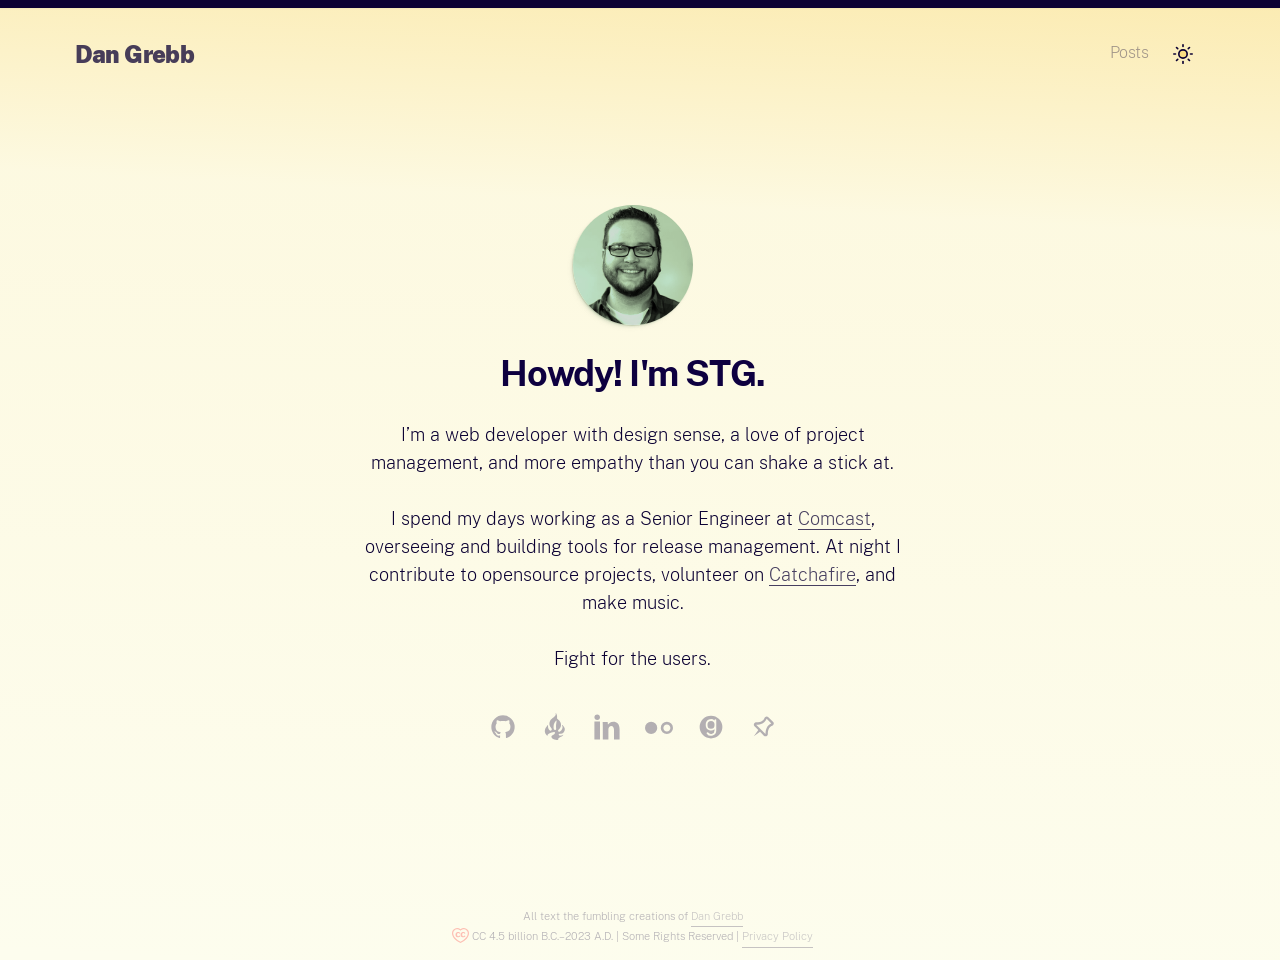 Dan Grebb
Posts
Howdy! I'm STG.
I’m a web developer with design sense, a love of project
management, and more empathy than you can shake a stick at.
I spend my days working as a Senior Engineer at Comcast,
overseeing and building tools for release management. At night I
contribute to opensource projects, volunteer on Catchafire, and
make music.
Fight for the users.
All text the fumbling creations of Dan Grebb
CC 4.5 billion B.C.–2023 A.D. | Some Rights Reserved | Privacy Policy